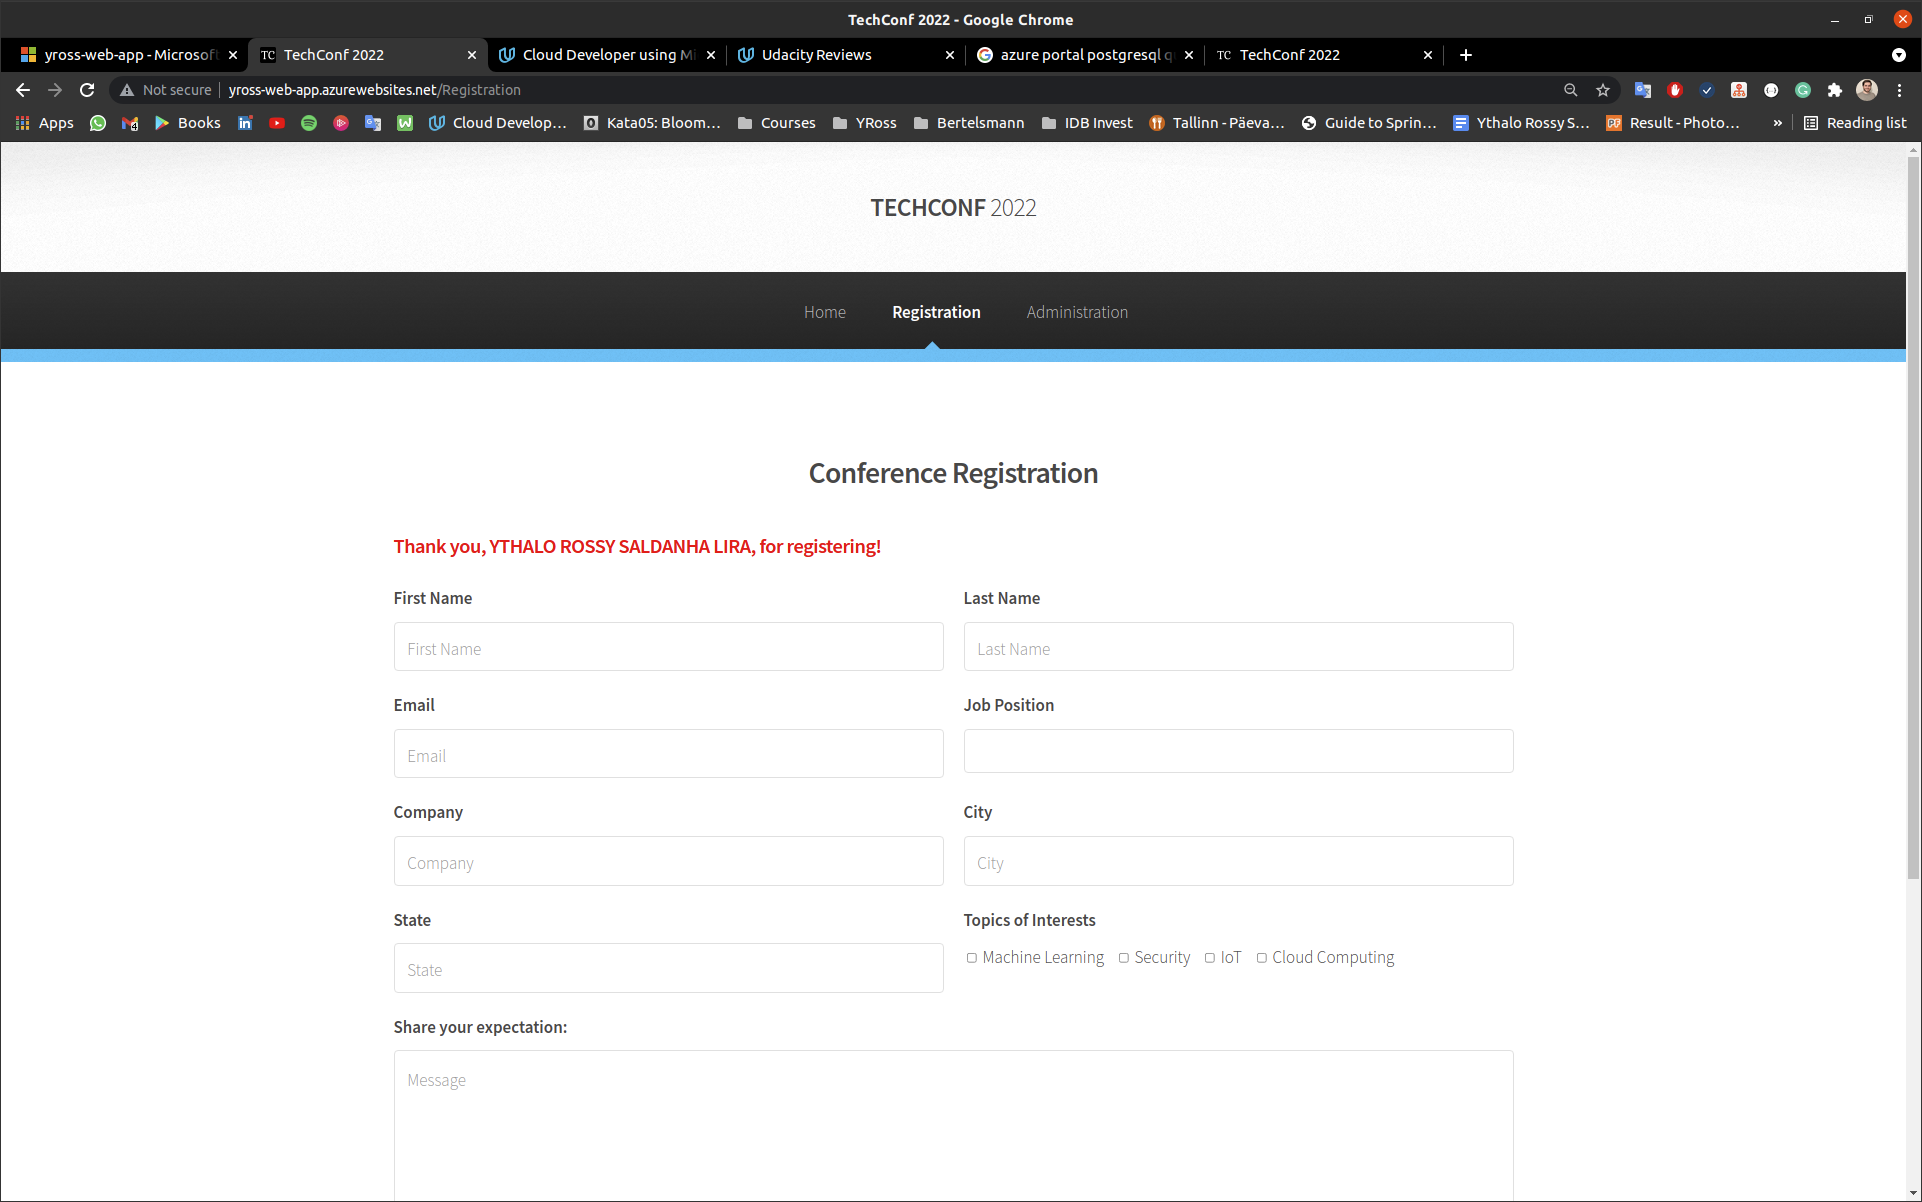 TechConf 2022 - Google Chrome
yross-web-app - Microsoft
TechConf 2022
Cloud Developer using Mi
Udacity Reviews
azure portal postgresql q
TechConf 2022
Not secure
yross-web-app.azurewebsites.net/Registration
Apps
Books
Cloud Develop...
Kata05: Bloom...
Courses
YRoss
Bertelsmann
IDB Invest
Tallinn - Päeva...
Guide to Sprin...
Ythalo Rossy S...
Result - Photo...
»
Reading list
TECHCONF 2022
Home
Registration
Administration
Conference Registration
Thank you, YTHALO ROSSY SALDANHA LIRA, for registering!
First Name
Last Name
First Name
Last Name
Email
Job Position
Email
Company
City
Company
City
State
Topics of Interests
State
Machine Learning
Security
IoT
Cloud Computing
Share your expectation:
Message